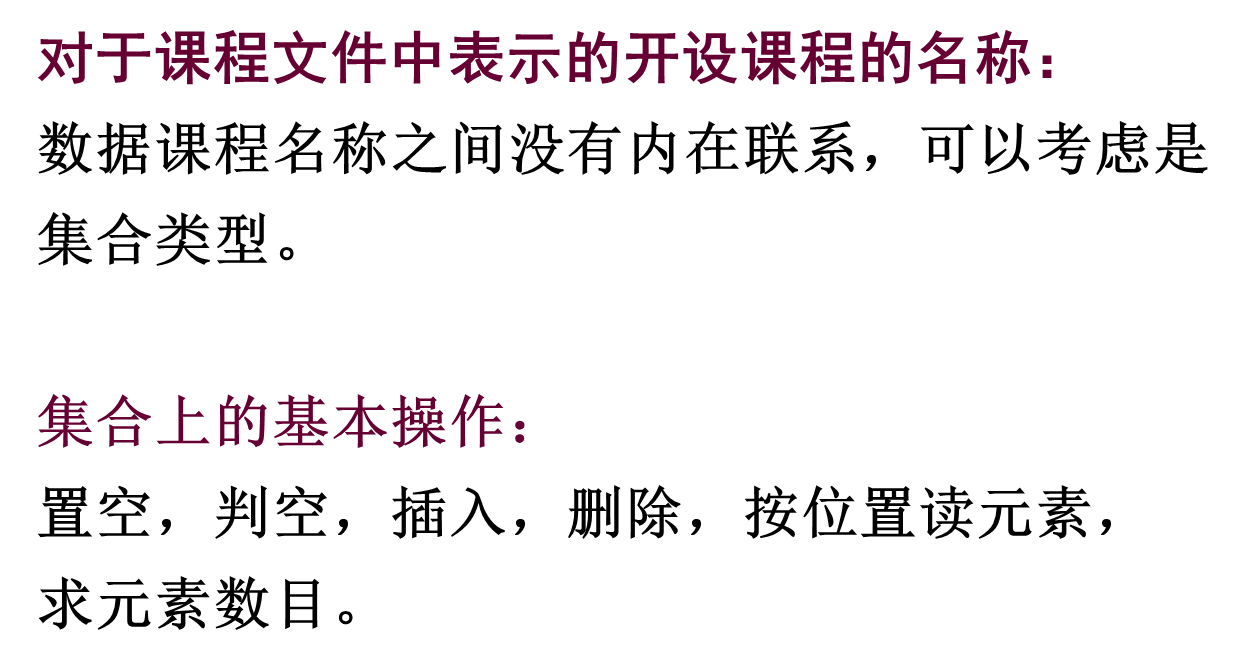 对于课程文件中表示的开设课程的名称：
数据课程名称之间没有内在联系，可以考虑是
集合类型。
集合上的基本操作：
置空，判空，插入，删除，按位置读元素，
求元素数目。